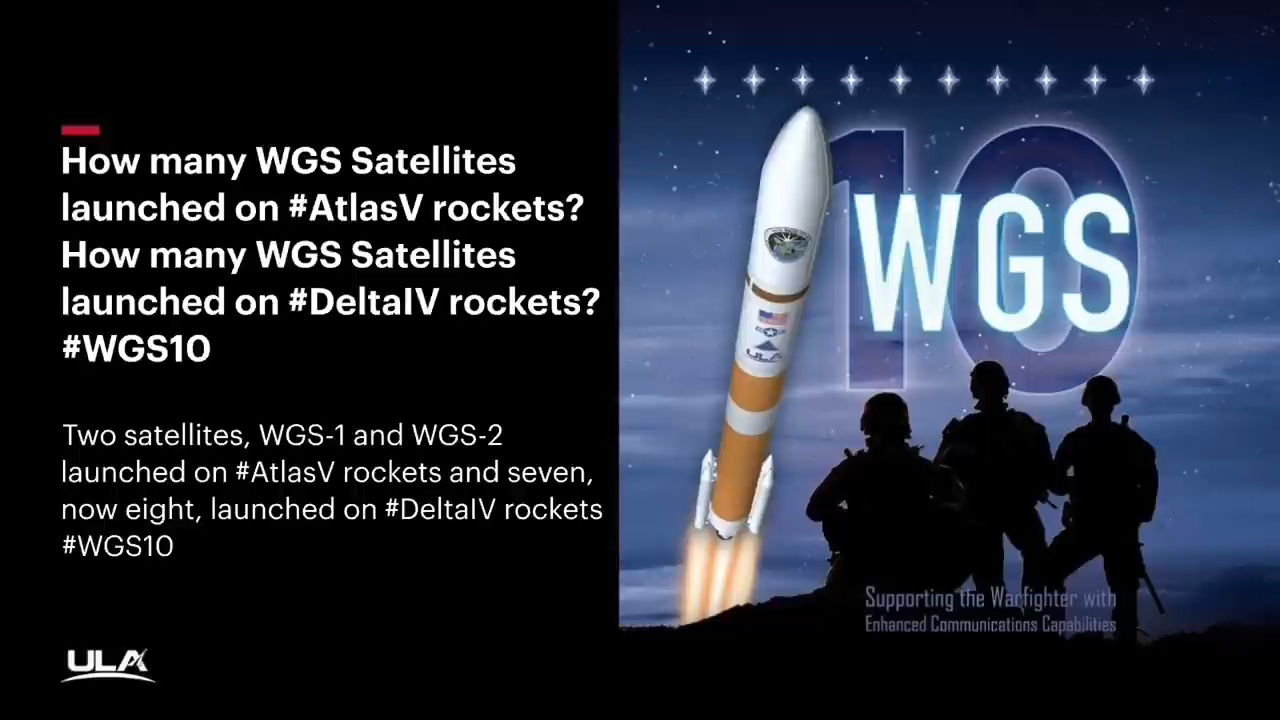 How many WGS Satellites
launched on #AtlasV rockets?
How many WGS Satellites
launched on #DeltaIV rockets?
#WGS10
Two satellites, WGS-1 and WGS-2
launched on #AtlasV rockets and seven,
now eight, launched on #DeltaIV rockets
#WGS10
ULA
10
WGS
ULA
Supporting the Warfighter with
Enhanced Communications Capabilities